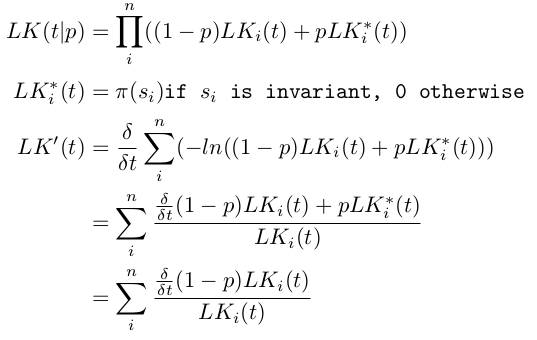 LK(t|p) = ∏_i^n ((1 − p)LK_i(t) + pLK_i^*(t))
LK_i^*(t) = π(s_i)if s_i is invariant, 0 otherwise
LK′(t) = δ/δt ∑_i^n (−ln((1 − p)LK_i(t) + pLK_i^*(t)))
= ∑_i^n (δ/δt (1 − p)LK_i(t) + pLK_i^*(t)) / LK_i(t)
= ∑_i^n (δ/δt (1 − p)LK_i(t)) / LK_i(t)